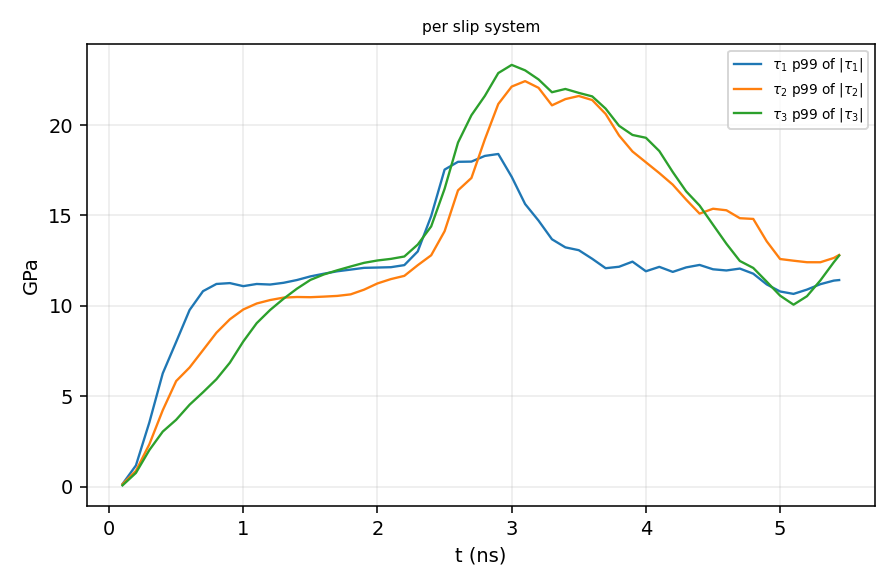 per slip system
τ1 p99 of |τ1|
τ2 p99 of |τ2|
τ3 p99 of |τ3|
GPa
20
15
10
5
0
0 1 2 3 4 5
t (ns)